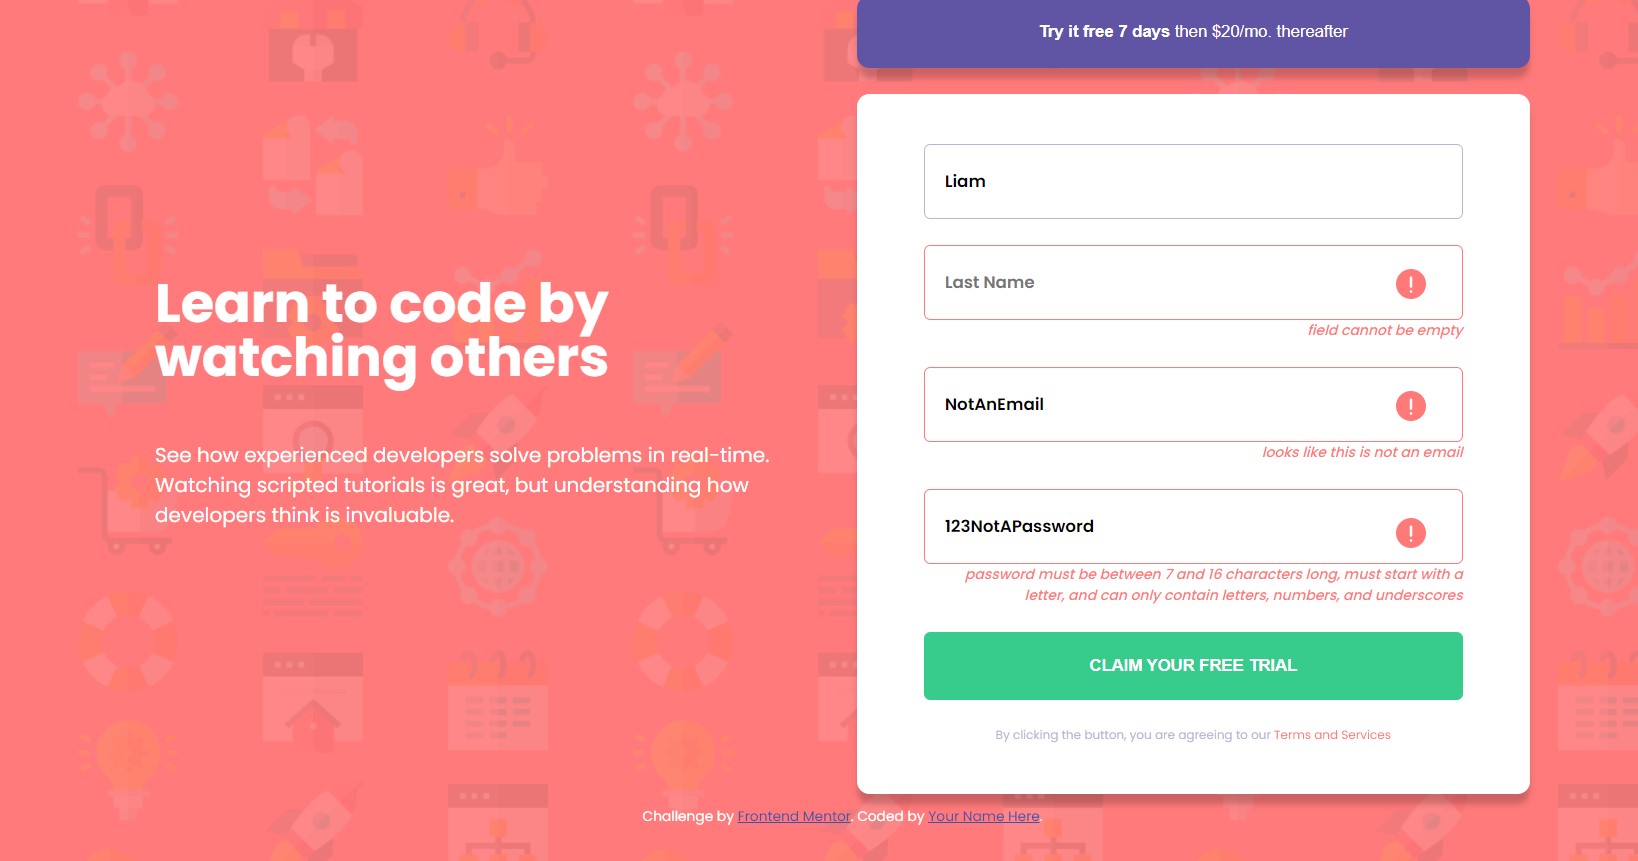 Try it free 7 days then $20/mo. thereafter
Learn to code by
watching others
See how experienced developers solve problems in real-time.
Watching scripted tutorials is great, but understanding how
developers think is invaluable.
Liam
Last Name
field cannot be empty
NotAnEmail
looks like this is not an email
123NotAPassword
password must be between 7 and 16 characters long, must start with a
letter, and can only contain letters, numbers, and underscores
CLAIM YOUR FREE TRIAL
By clicking the button, you are agreeing to our Terms and Services
Challenge by Frontend Mentor. Coded by Your Name Here.